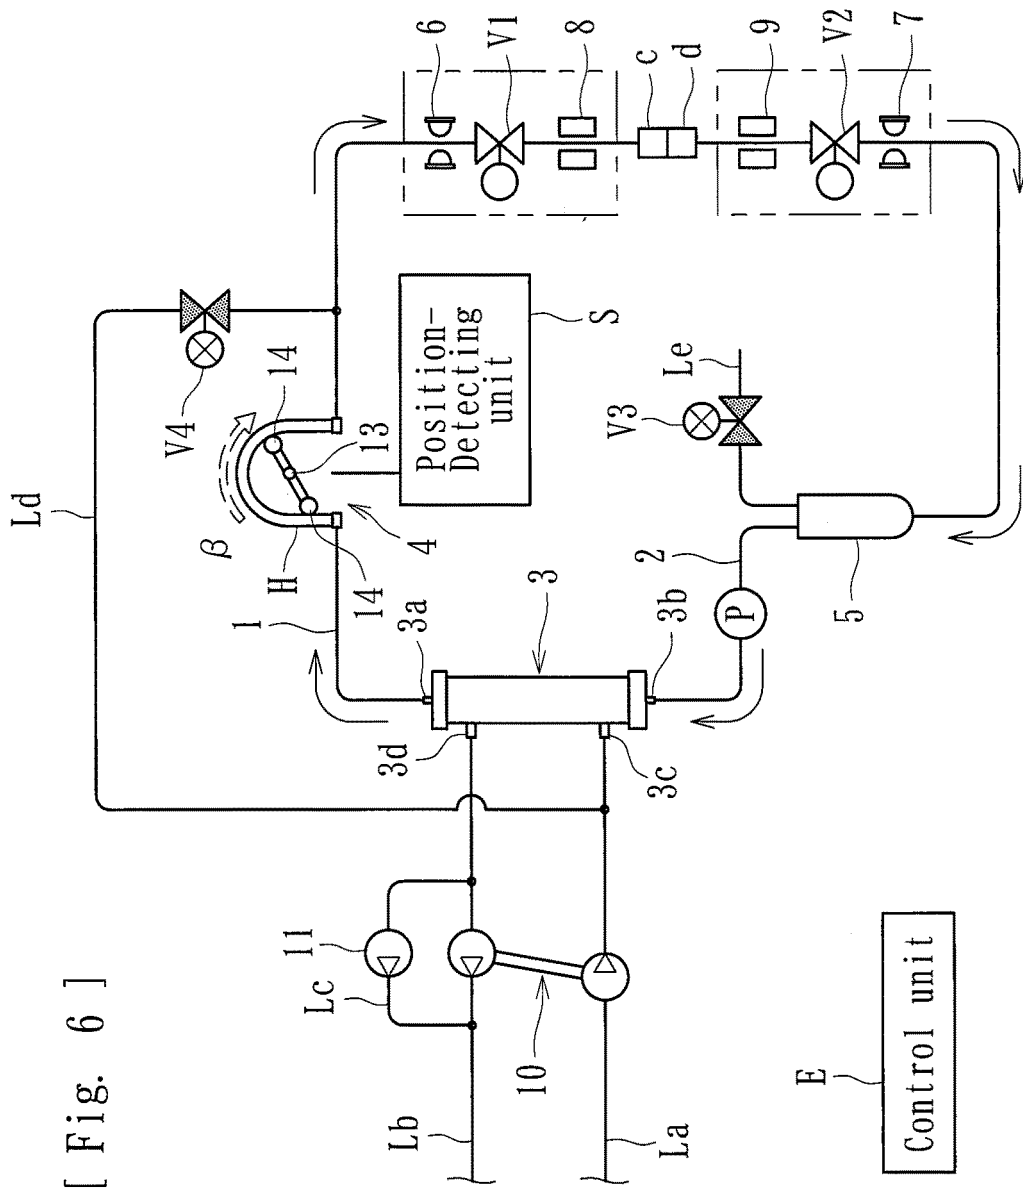 [ Fig. 6 ]
Ld
V4
14
β
H
14
13
4
1
3a
3
3d
3c
3b
6
V1
8
c
d
9
V2
7
Position-
Detecting
unit
S
Le
V3
2
P
5
11
Lc
10
Lb
La
E
Control unit